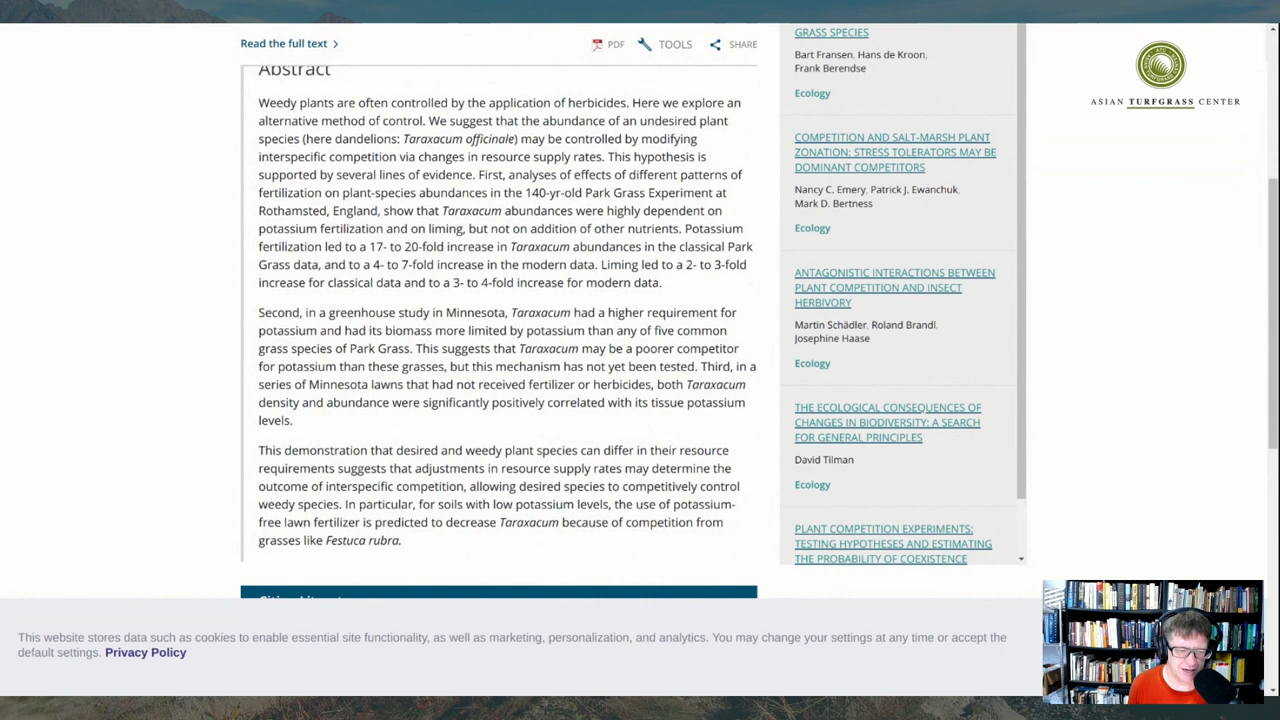 Read the full text
PDF
TOOLS
SHARE
Abstract
Weedy plants are often controlled by the application of herbicides. Here we explore an
alternative method of control. We suggest that the abundance of an undesired plant
species (here dandelions: Taraxacum officinale) may be controlled by modifying
interspecific competition via changes in resource supply rates. This hypothesis is
supported by several lines of evidence. First, analyses of effects of different patterns of
fertilization on plant-species abundances in the 140-yr-old Park Grass Experiment at
Rothamsted, England, show that Taraxacum abundances were highly dependent on
potassium fertilization and on liming, but not on addition of other nutrients. Potassium
fertilization led to a 17- to 20-fold increase in Taraxacum abundances in the classical Park
Grass data, and to a 4- to 7-fold increase in the modern data. Liming led to a 2- to 3-fold
increase for classical data and to a 3- to 4-fold increase for modern data.
Second, in a greenhouse study in Minnesota, Taraxacum had a higher requirement for
potassium and had its biomass more limited by potassium than any of five common
grass species of Park Grass. This suggests that Taraxacum may be a poorer competitor
for potassium than these grasses, but this mechanism has not yet been tested. Third, in a
series of Minnesota lawns that had not received fertilizer or herbicides, both Taraxacum
density and abundance were significantly positively correlated with its tissue potassium
levels.
This demonstration that desired and weedy plant species can differ in their resource
requirements suggests that adjustments in resource supply rates may determine the
outcome of interspecific competition, allowing desired species to competitively control
weedy species. In particular, for soils with low potassium levels, the use of potassium-
free lawn fertilizer is predicted to decrease Taraxacum because of competition from
grasses like Festuca rubra.
GRASS SPECIES
Bart Fransen, Hans de Kroon,
Frank Berendse
Ecology
COMPETITION AND SALT-MARSH PLANT
ZONATION: STRESS TOLERATORS MAY BE
DOMINANT COMPETITORS
Nancy C. Emery, Patrick J. Ewanchuk,
Mark D. Bertness
Ecology
ANTAGONISTIC INTERACTIONS BETWEEN
PLANT COMPETITION AND INSECT
HERBIVORY
Martin Schädler, Roland Brandl,
Josephine Haase
Ecology
THE ECOLOGICAL CONSEQUENCES OF
CHANGES IN BIODIVERSITY: A SEARCH
FOR GENERAL PRINCIPLES
David Tilman
Ecology
PLANT COMPETITION EXPERIMENTS:
TESTING HYPOTHESES AND ESTIMATING
THE PROBABILITY OF COEXISTENCE
ASIAN TURFGRASS CENTER
This website stores data such as cookies to enable essential site functionality, as well as marketing, personalization, and analytics. You may change your settings at any time or accept the
default settings. Privacy Policy